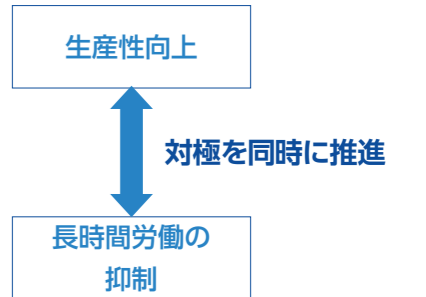 生産性向上
対極を同時に推進
長時間労働の
抑制